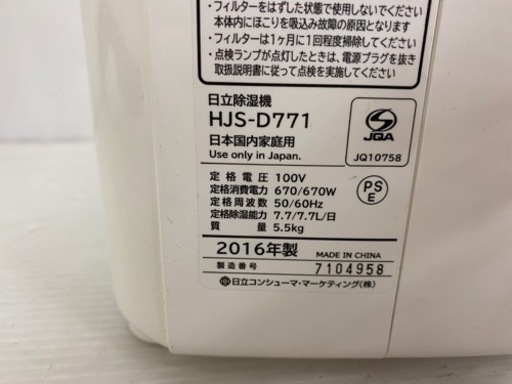 ・フィルターをはずした状態で使用しないでください
本体内にほこりを吸込み故障の原因となります
・フィルターは1ヶ月に1回程度掃除してください
・点検ランプが点灯したときは、電源プラグを抜き
取扱説明書に従って点検を実施してください
日立除湿機
HJS-D771
日本国内家庭用
Use only in Japan.
JQA
JQ10758
定格電圧 100V
定格消費電力 670/670W
定格周波数 50/60Hz
定格除湿能力 7.7/7.7L/日
質量 5.5kg
PS
E
2016年製 MADE IN CHINA
製造番号 7104958
日立コンシューマ・マーケティング(株)